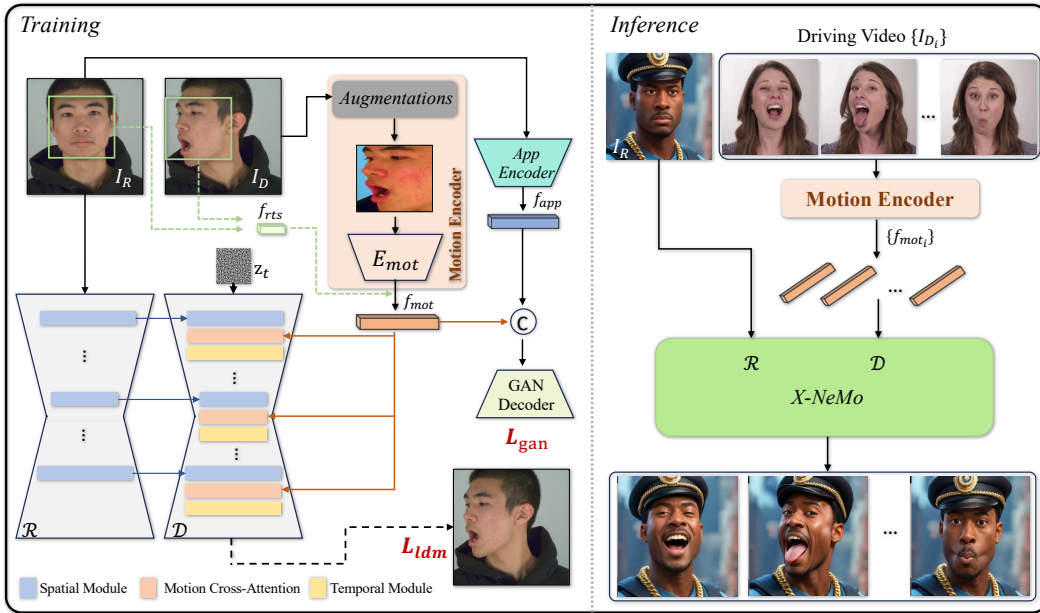 Training
I_R
I_D
Augmentations
Motion Encoder
E_mot
f_rts
z_t
f_mot
App
Encoder
f_app
C
GAN
Decoder
L_gan
L_ldm
...
...
...
...
R
D
Spatial Module
Motion Cross-Attention
Temporal Module
Inference
Driving Video {I_{D_i}}
I_R
...
Motion Encoder
{f_{mot_i}}
...
R
D
X-NeMo
...